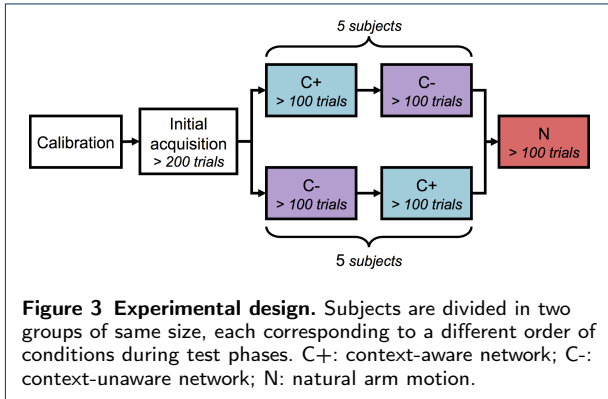 5 subjects
C+
> 100 trials
C-
> 100 trials
Calibration
Initial
acquisition
> 200 trials
N
> 100 trials
C-
> 100 trials
C+
> 100 trials
5 subjects
Figure 3 Experimental design. Subjects are divided in two
groups of same size, each corresponding to a different order of
conditions during test phases. C+: context-aware network; C-:
context-unaware network; N: natural arm motion.